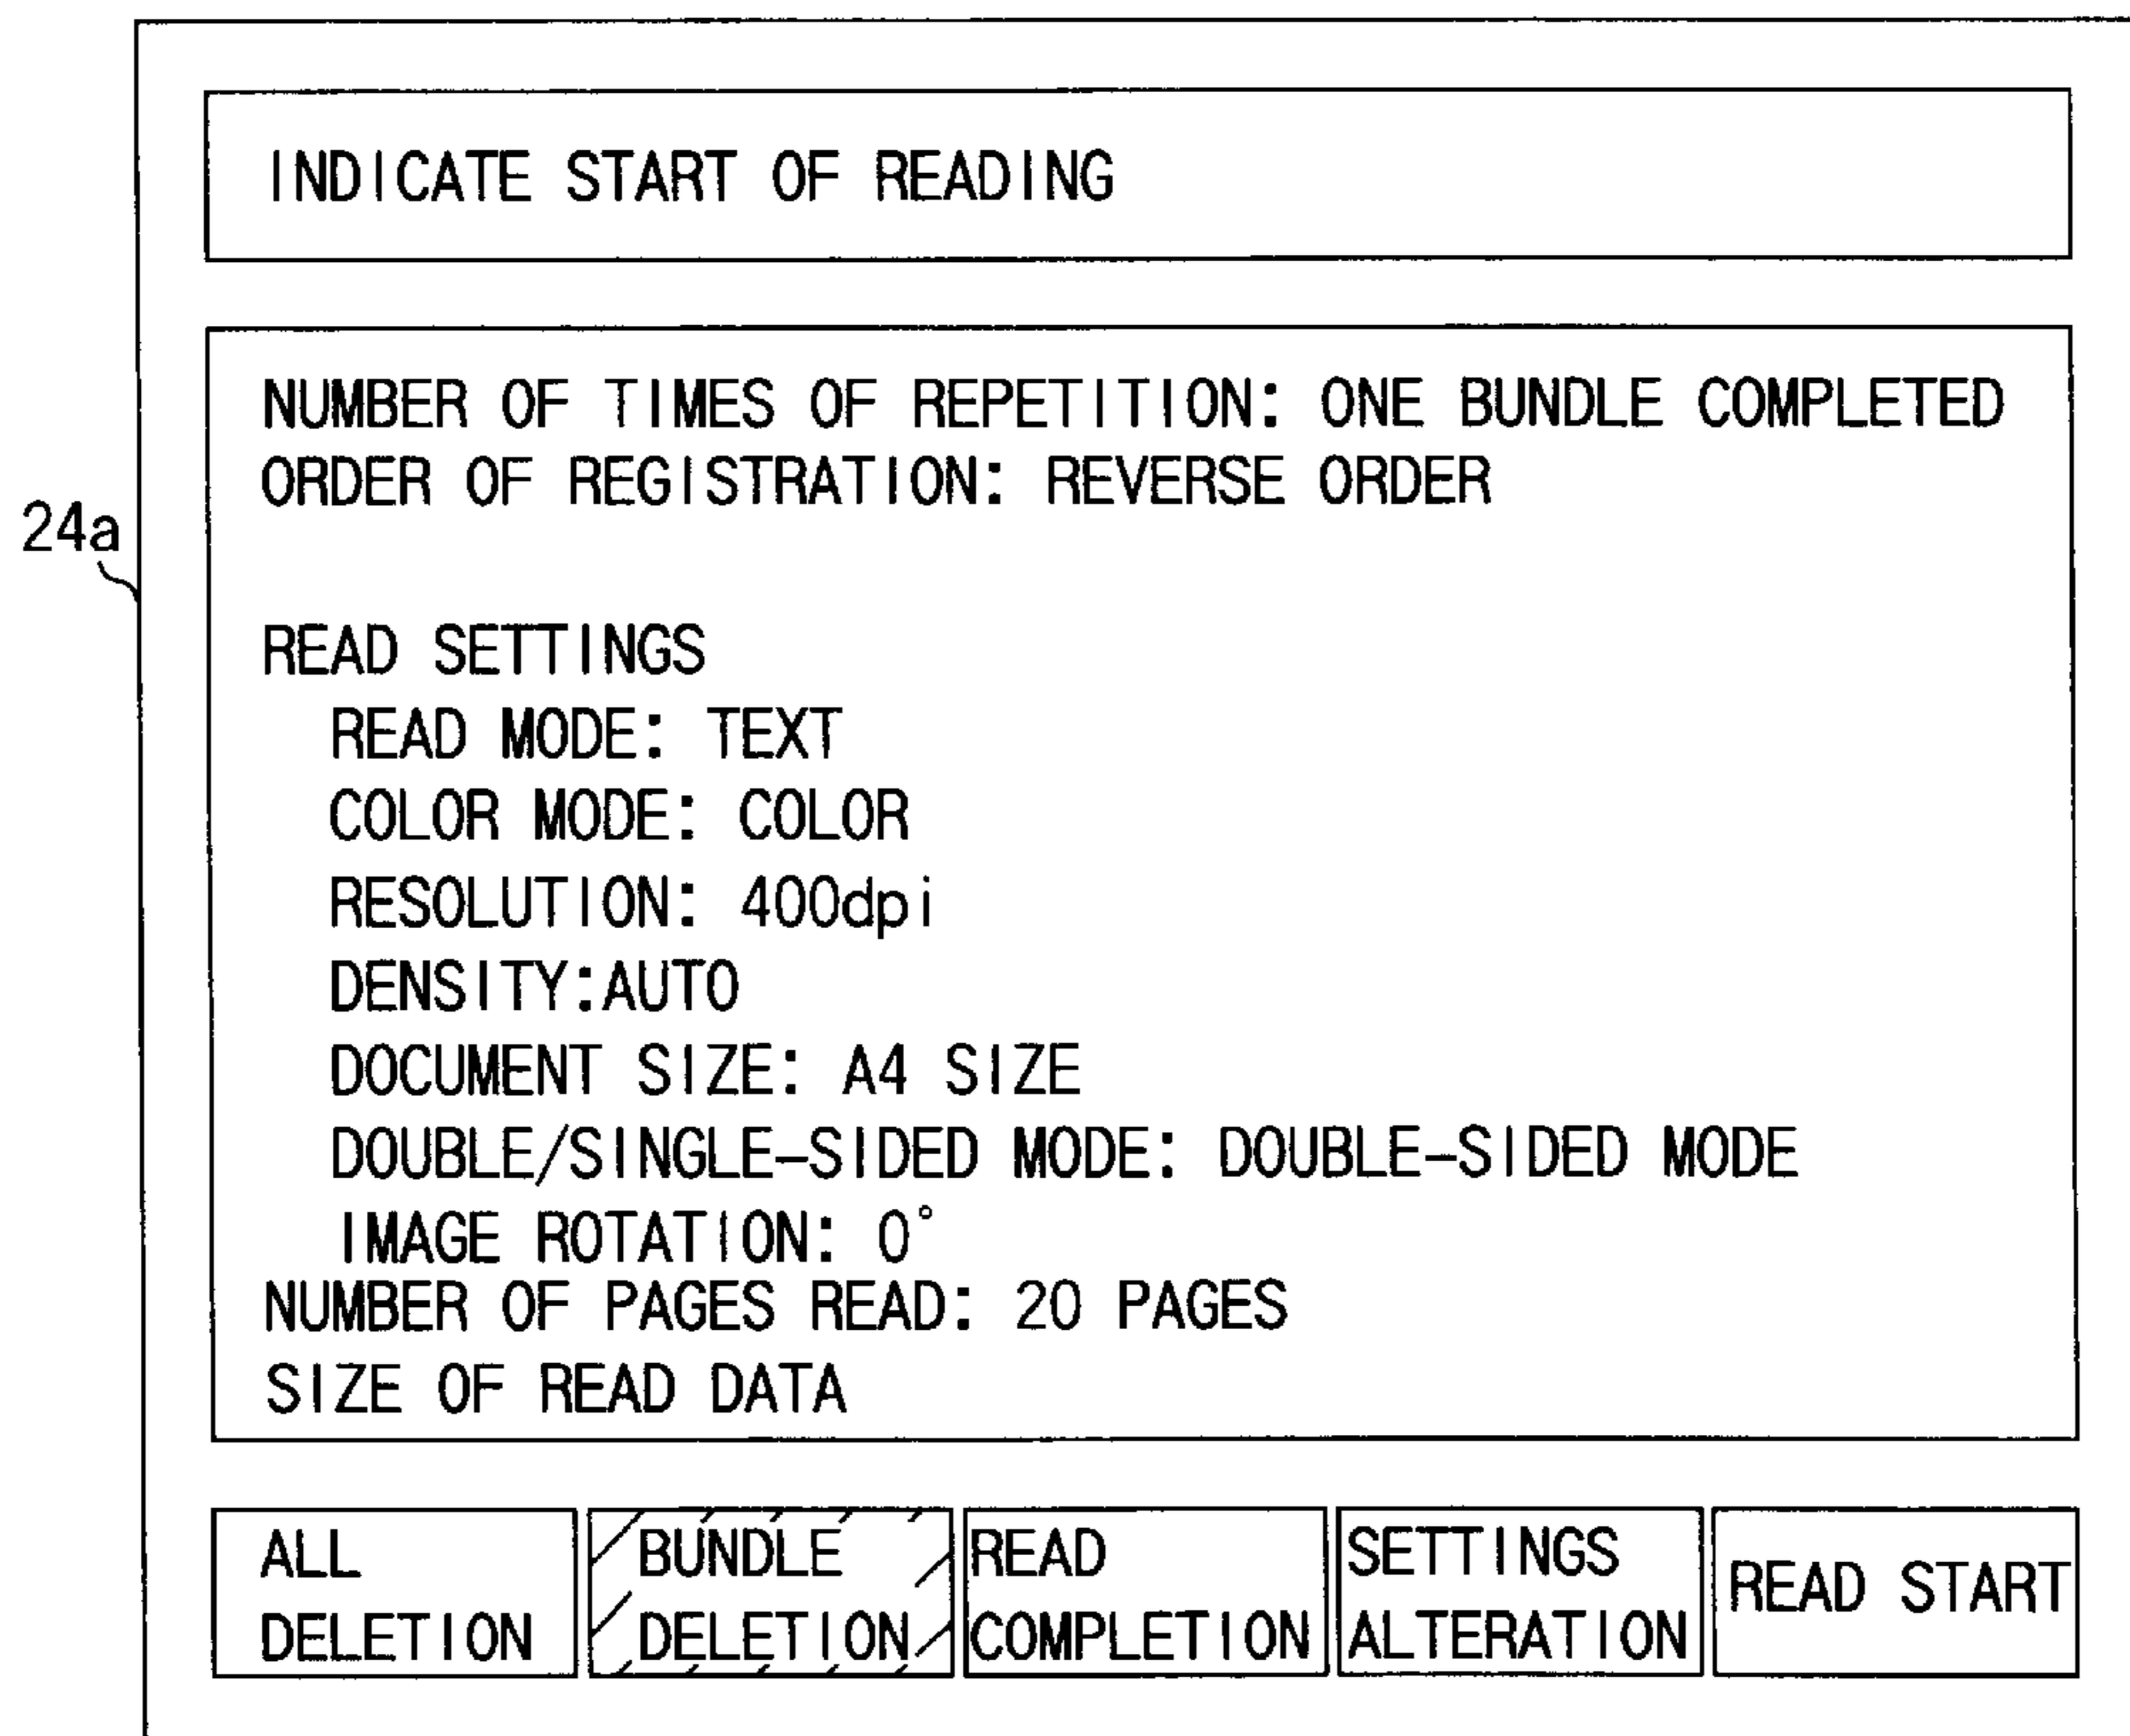 INDICATE START OF READING
NUMBER OF TIMES OF REPETITION: ONE BUNDLE COMPLETED
ORDER OF REGISTRATION: REVERSE ORDER
24a
READ SETTINGS
READ MODE: TEXT
COLOR MODE: COLOR
RESOLUTION: 400dpi
DENSITY:AUTO
DOCUMENT SIZE: A4 SIZE
DOUBLE/SINGLE-SIDED MODE: DOUBLE-SIDED MODE
IMAGE ROTATION: 0°
NUMBER OF PAGES READ: 20 PAGES
SIZE OF READ DATA
ALL
DELETION
BUNDLE
DELETION
READ
COMPLETION
SETTINGS
ALTERATION
READ START